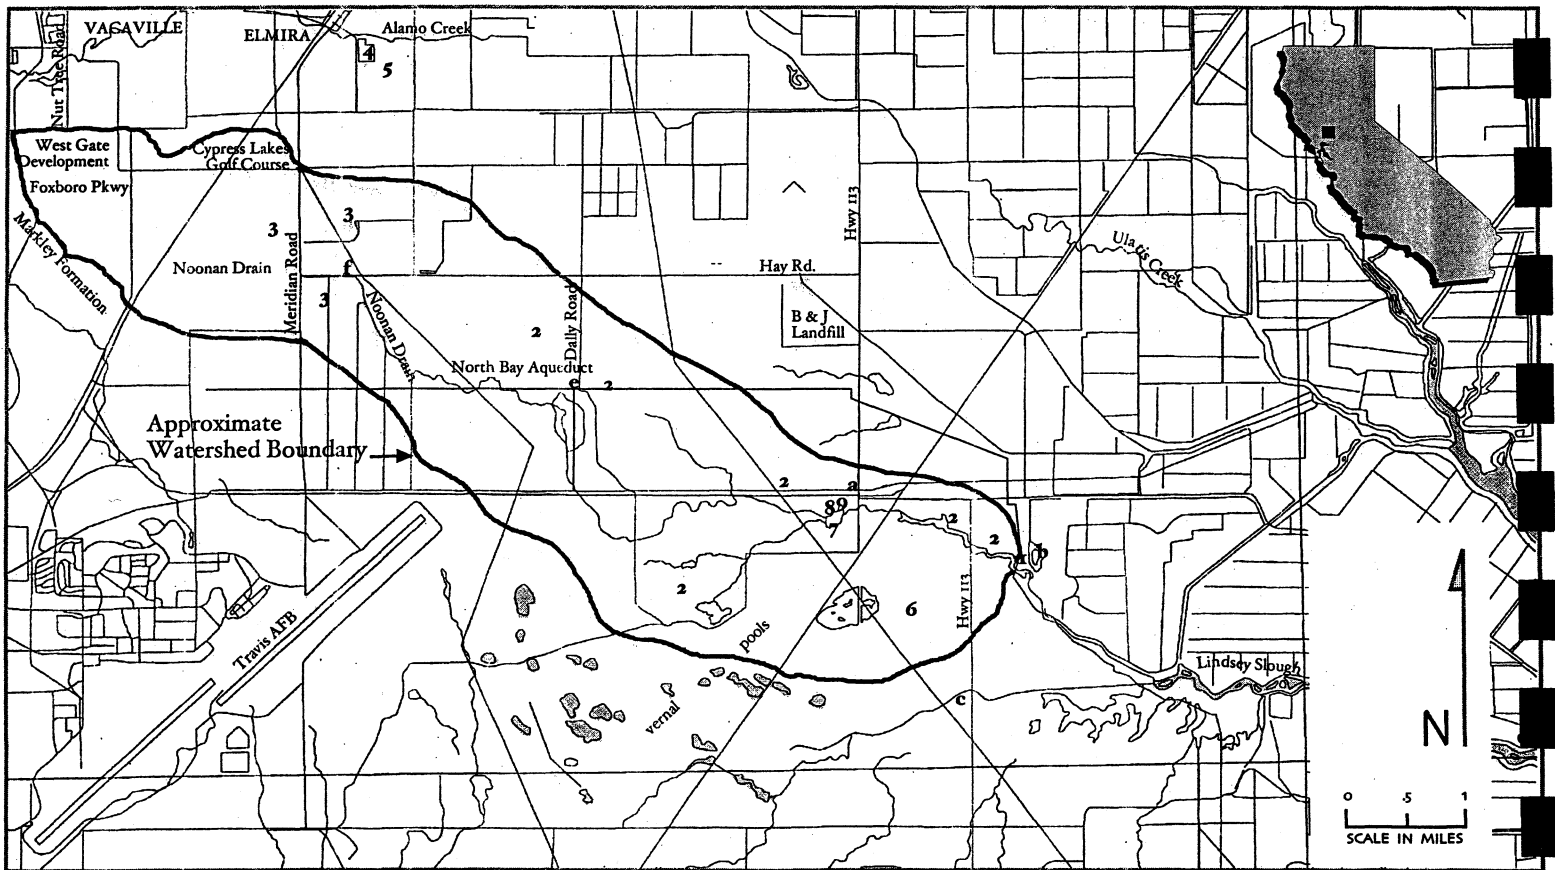 VACAVILLE
ELMIRA
Alamo Creek
Nut Tree Road
4
5
West Gate
Development
Foxboro Pkwy
Cypress Lakes
Golf Course
Markley Formation
3
3
Noonan Drain
Meridian Road
f
3
Noonan Drain
Hay Rd.
Hwy 113
Ulatis Creek
B & J
Landfill
2
Dally Road
North Bay Aqueduct
e
2
Approximate
Watershed Boundary
2
a
89
7
2
2
b
2
6
Hwy 113
Travis AFB
pools
vernal
Lindsey Slough
c
N
0 .5 1
SCALE IN MILES